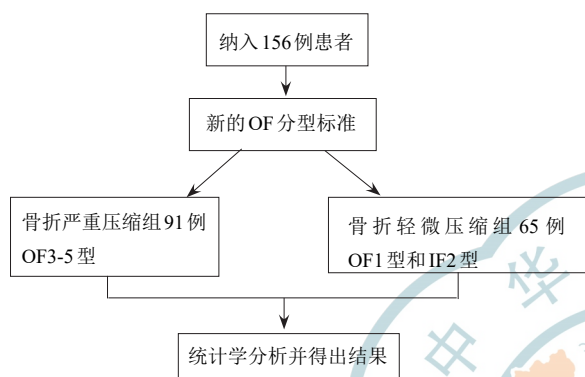 纳入156例患者
新的OF分型标准
骨折严重压缩组91例
OF3-5型
骨折轻微压缩组 65 例
OF1型和IF2型
统计学分析并得出结果
中 华